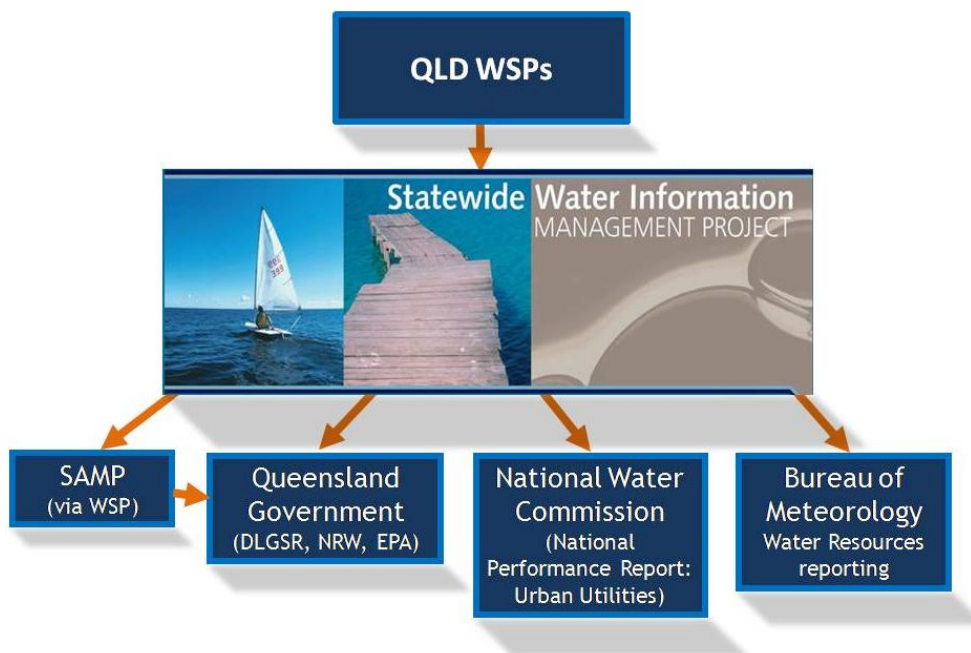 QLD WSPs
Statewide Water Information
MANAGEMENT PROJECT
SAMP
(via WSP)
Queensland
Government
(DLGSR, NRW, EPA)
National Water
Commission
(National
Performance Report:
Urban Utilities)
Bureau of
Meteorology
Water Resources
reporting